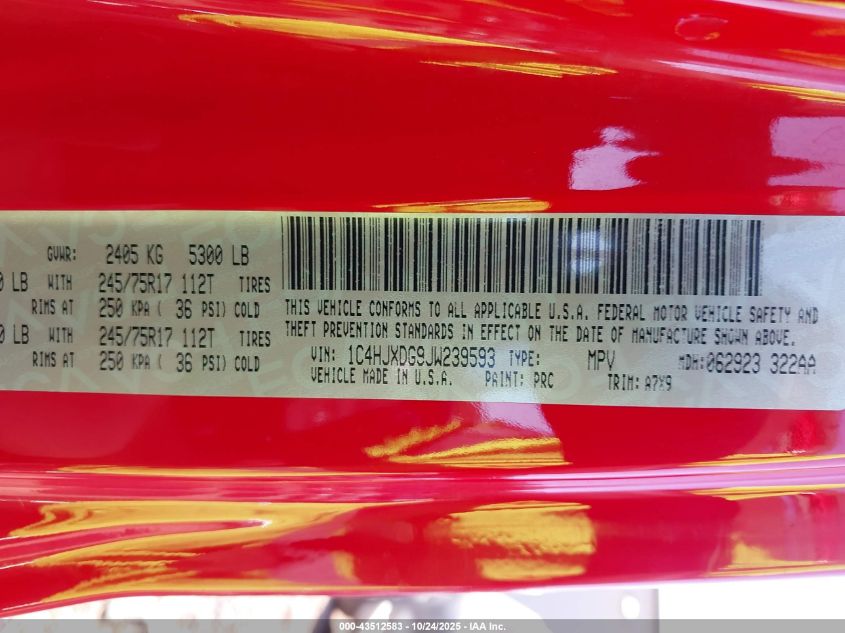 GVWR: 2405 KG 5300 LB
0 LB WITH 245/75R17 112T TIRES
RIMS AT 250 KPA ( 36 PSI) COLD
0 LB WITH 245/75R17 112T TIRES
RIMS AT 250 KPA ( 36 PSI) COLD
THIS VEHICLE CONFORMS TO ALL APPLICABLE U.S.A. FEDERAL MOTOR VEHICLE SAFETY AND
THEFT PREVENTION STANDARDS IN EFFECT ON THE DATE OF MANUFACTURE SHOWN ABOVE.
VIN: 1C4HJXDG9JW239593 TYPE: MPV MDH:062923 322AA
VEHICLE MADE IN U.S.A. PAINT: PRC TRIM: A7X9
000-43512583 - 10/24/2025 - IAA Inc.